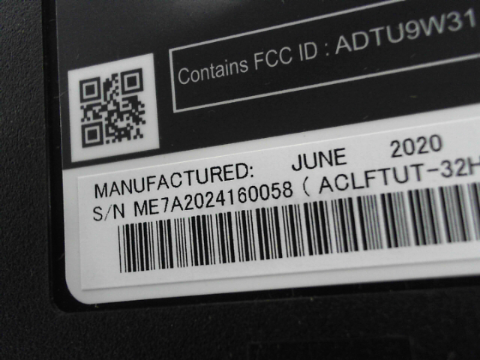 Contains FCC ID : ADTU9W31
MANUFACTURED: JUNE 2020
S/N ME7A2024160058 ( ACLFTUT-32H